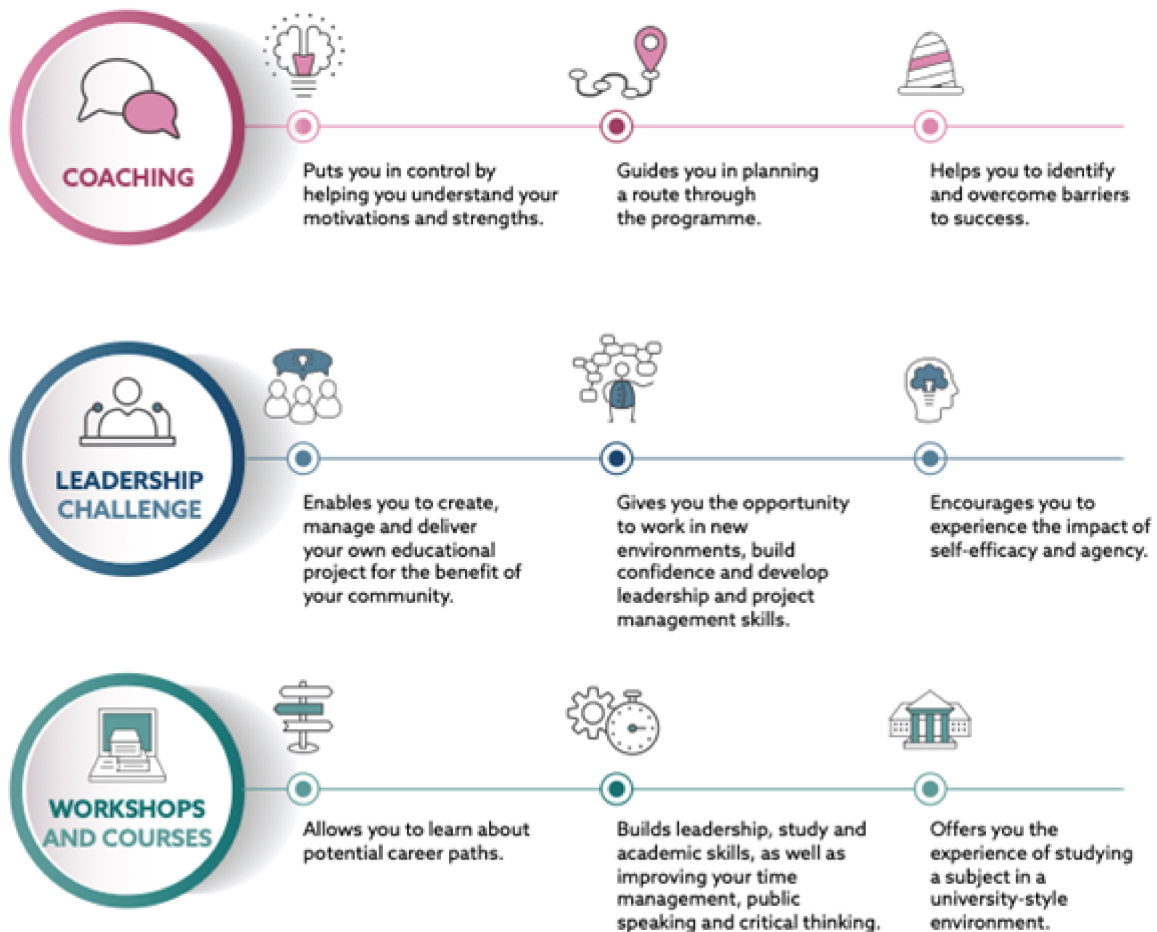 COACHING
Puts you in control by
helping you understand your
motivations and strengths.
Guides you in planning
a route through
the programme.
Helps you to identify
and overcome barriers
to success.
LEADERSHIP
CHALLENGE
Enables you to create,
manage and deliver
your own educational
project for the benefit of
your community.
Gives you the opportunity
to work in new
environments, build
confidence and develop
leadership and project
management skills.
Encourages you to
experience the impact of
self-efficacy and agency.
WORKSHOPS
AND COURSES
Allows you to learn about
potential career paths.
Builds leadership, study and
academic skills, as well as
improving your time
management, public
speaking and critical thinking.
Offers you the
experience of studying
a subject in a
university-style
environment.